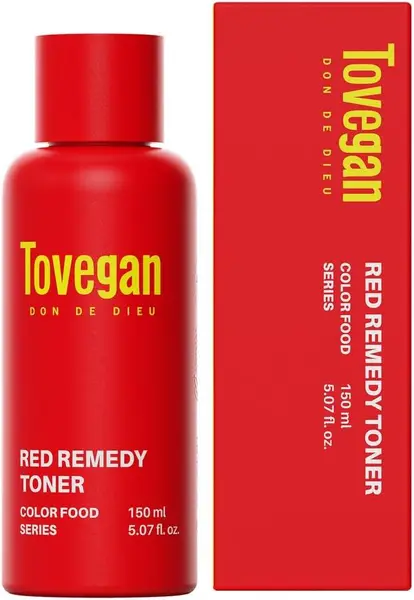 Tovegan
DON DE DIEU
RED REMEDY
TONER
COLOR FOOD
SERIES
150 ml
5.07 fl. oz.
Tovegan
DON DE DIEU
RED REMEDY TONER
COLOR FOOD
SERIES
150 ml
5.07 fl. oz.